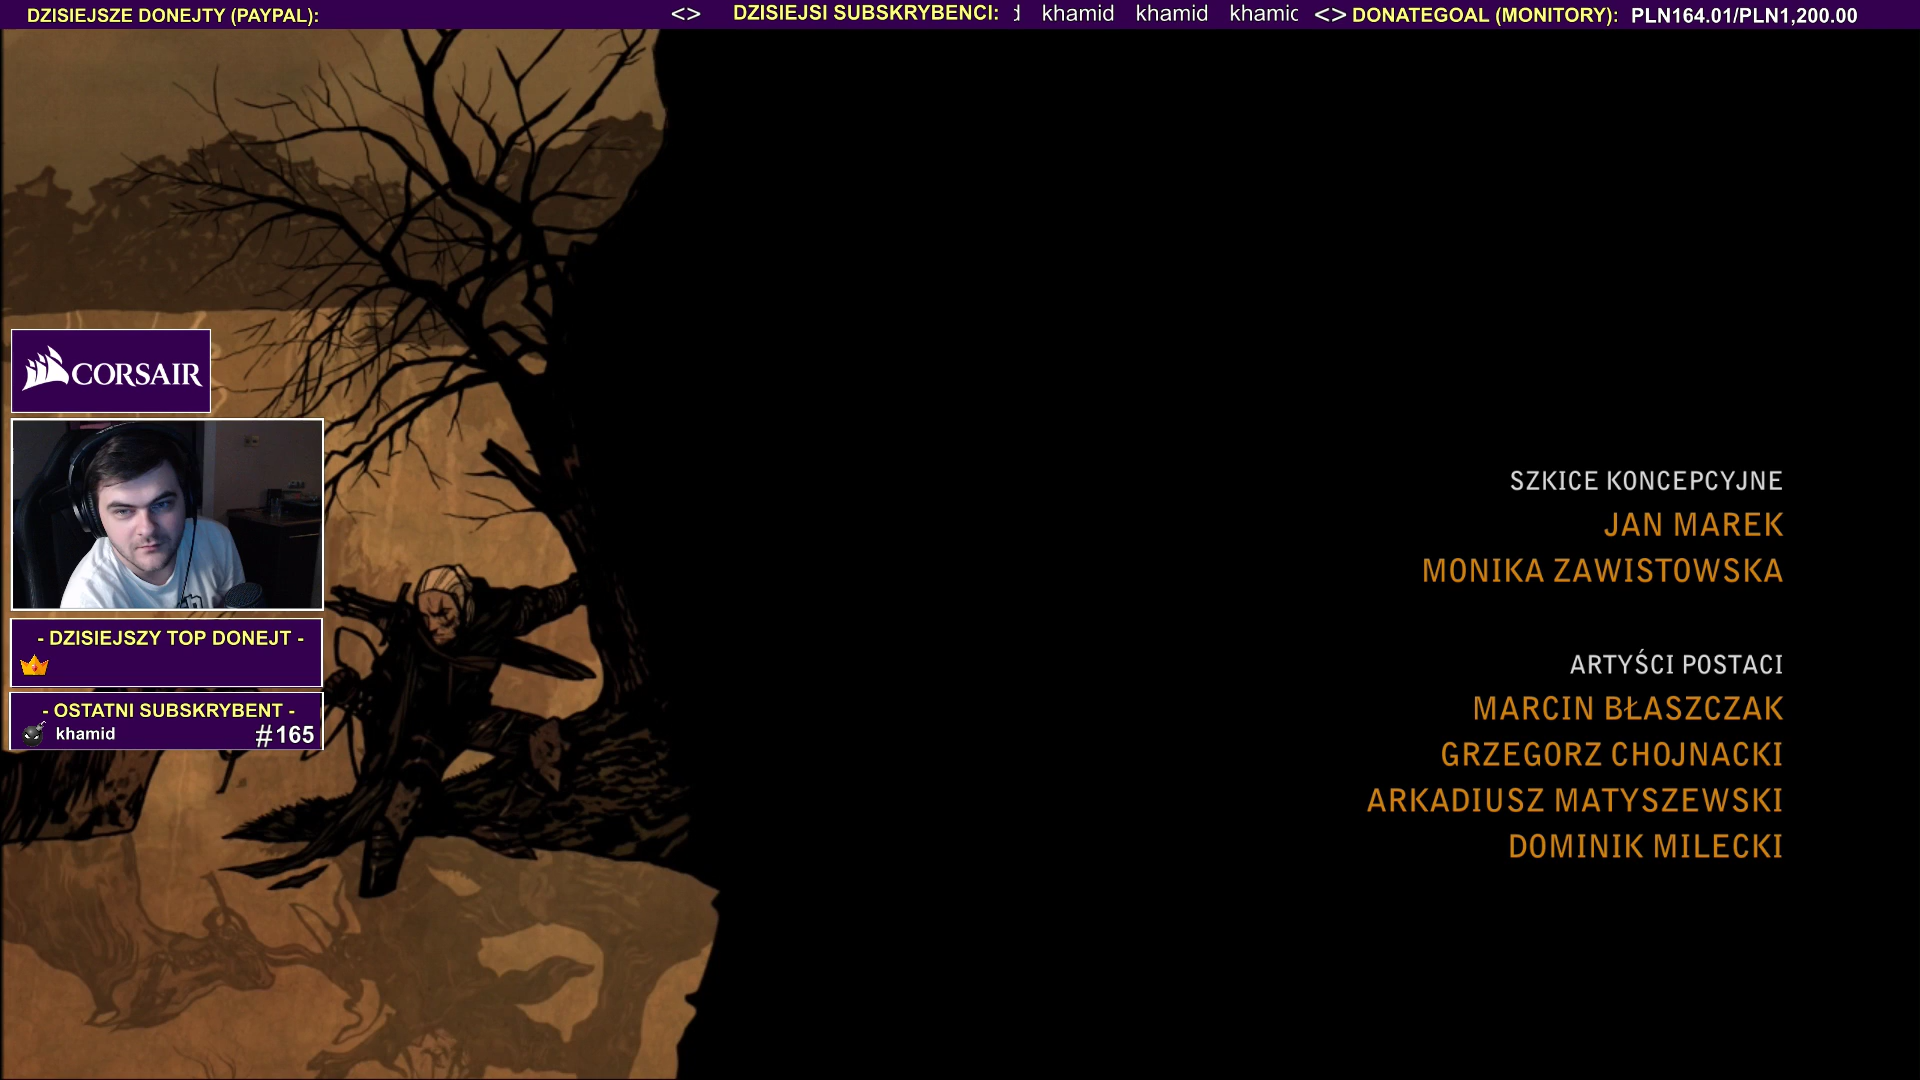 DZISIEJSZE DONEJTY (PAYPAL):
<> DZISIEJSI SUBSKRYBENCI: khamid khamid
<> DONATEGOAL (MONITORY): PLN164.01/PLN1,200.00
CORSAIR
- DZISIEJSZY TOP DONEJT -
- OSTATNI SUBSKRYBENT -
khamid #165
SZKICE KONCEPCYJNE
JAN MAREK
MONIKA ZAWISTOWSKA
ARTYŚCI POSTACI
MARCIN BŁASZCZAK
GRZEGORZ CHOJNACKI
ARKADIUSZ MATYSZEWSKI
DOMINIK MILECKI